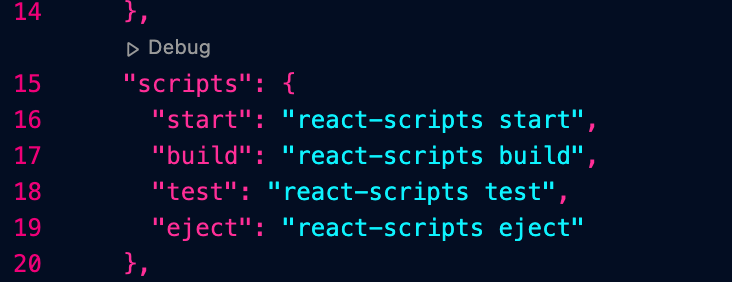 14 },
Debug
15 "scripts": {
16 "start": "react-scripts start",
17 "build": "react-scripts build",
18 "test": "react-scripts test",
19 "eject": "react-scripts eject"
20 },